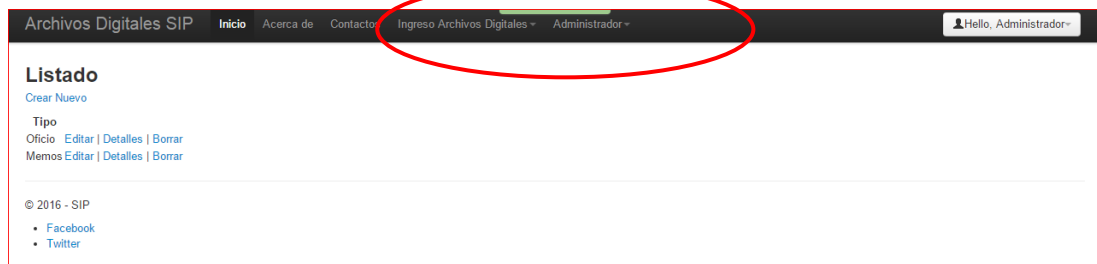 Archivos Digitales SIP Inicio Acerca de Contactos Ingreso Archivos Digitales Administrador Hello, Administrador
Listado
Crear Nuevo
Tipo
Oficio Editar | Detalles | Borrar
Memos Editar | Detalles | Borrar
© 2016 - SIP
Facebook
Twitter